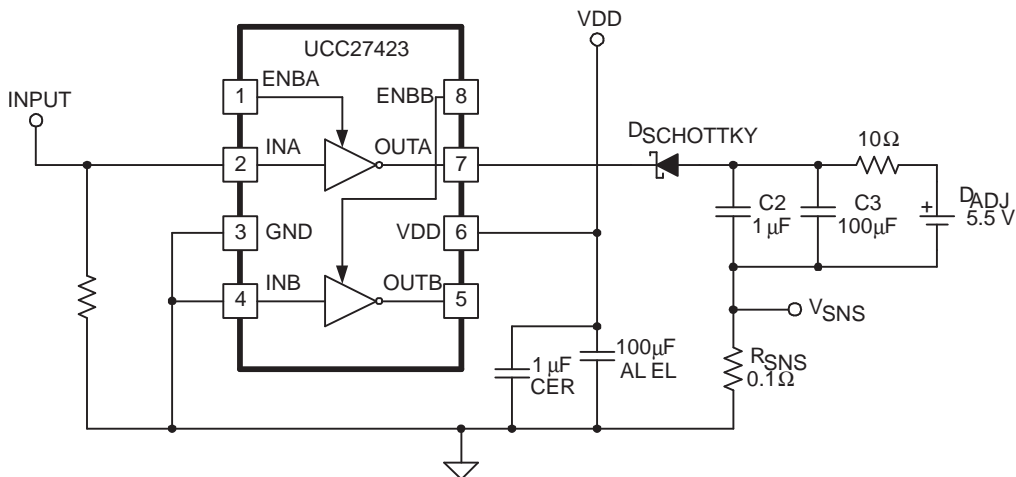 VDD
UCC27423
INPUT
ENBA
ENBB
1
8
INA
OUTA
2
7
DSCHOTTKY
10Ω
C2
1 μF
C3
100μF
DADJ
+
5.5 V
3
GND
VDD
6
4
INB
OUTB
5
VSNS
1 μF
CER
100μF
AL EL
RSNS
0.1Ω